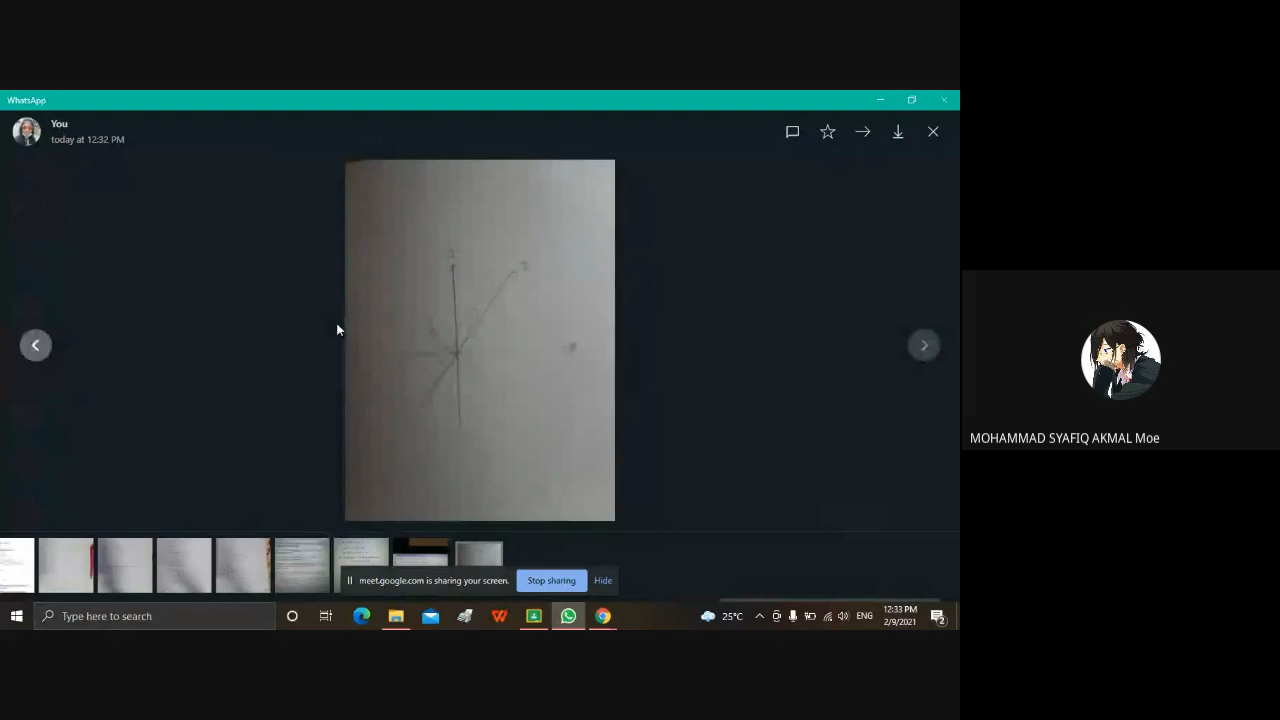 WhatsApp
You
today at 12:32 PM
MOHAMMAD SYAFIQ AKMAL Moe
meet.google.com is sharing your screen.
Stop sharing
Hide
Type here to search
25°C
ENG
12:33 PM
2/9/2021
2